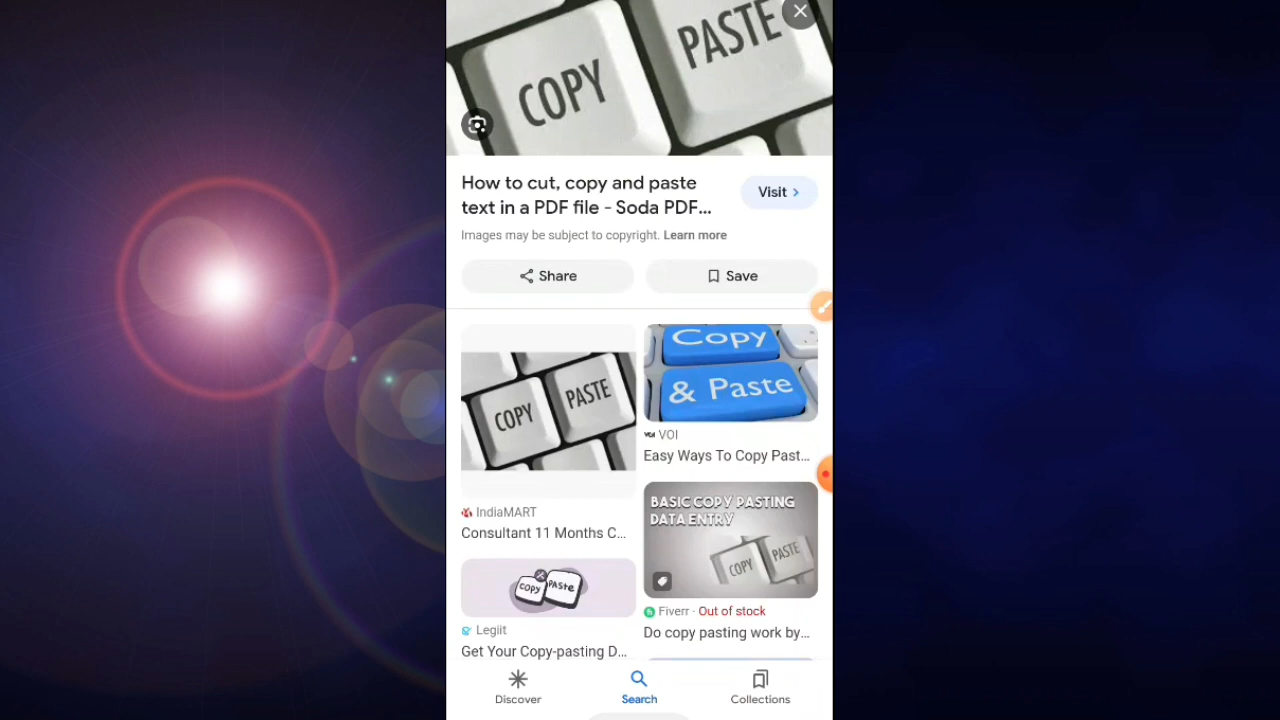 COPY
PASTE
How to cut, copy and paste
text in a PDF file - Soda PDF...
Visit
Images may be subject to copyright. Learn more
Share
Save
COPY
PASTE
IndiaMART
Consultant 11 Months C...
Copy
& Paste
VOI
Easy Ways To Copy Past...
BASIC COPY PASTING
DATA ENTRY
COPY
PASTE
Fiverr · Out of stock
Do copy pasting work by...
COPY
PASTE
Legiit
Get Your Copy-pasting D...
Discover
Search
Collections